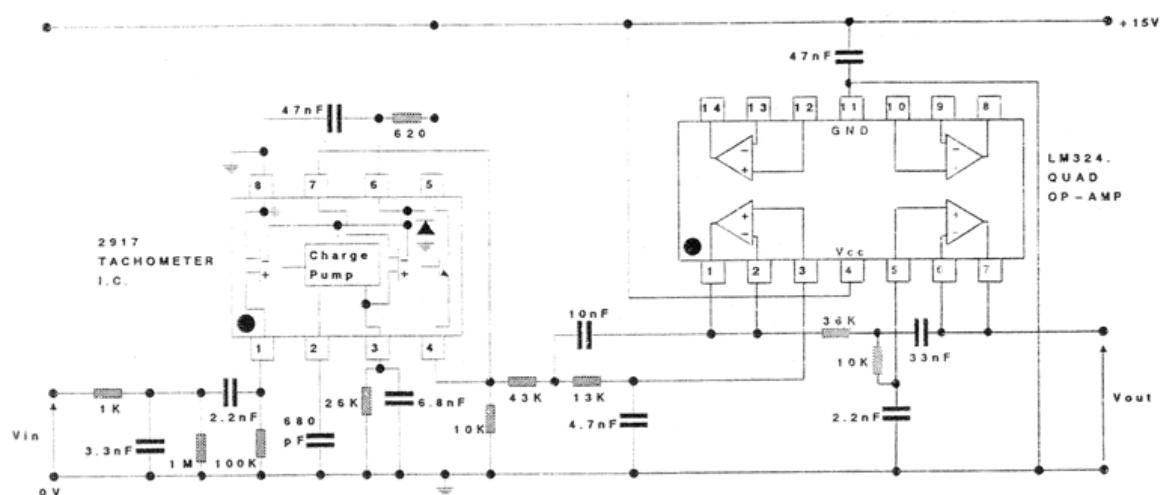 +15V
47nF
47nF
620
14 13 12 11 10 9 8
GND
LM324.
QUAD
OP-AMP
8 7 6 5
2917
TACHOMETER
I.C.
Charge
Pump
Vcc
1 2 3 4 5 6 7
1 2 3 4
10nF
36K
33nF
10K
43K
13K
1K
2.2nF
26K
6.8nF
10K
4.7nF
2.2nF
Vout
Vin
3.3nF
1M
100K
680
pF
0V